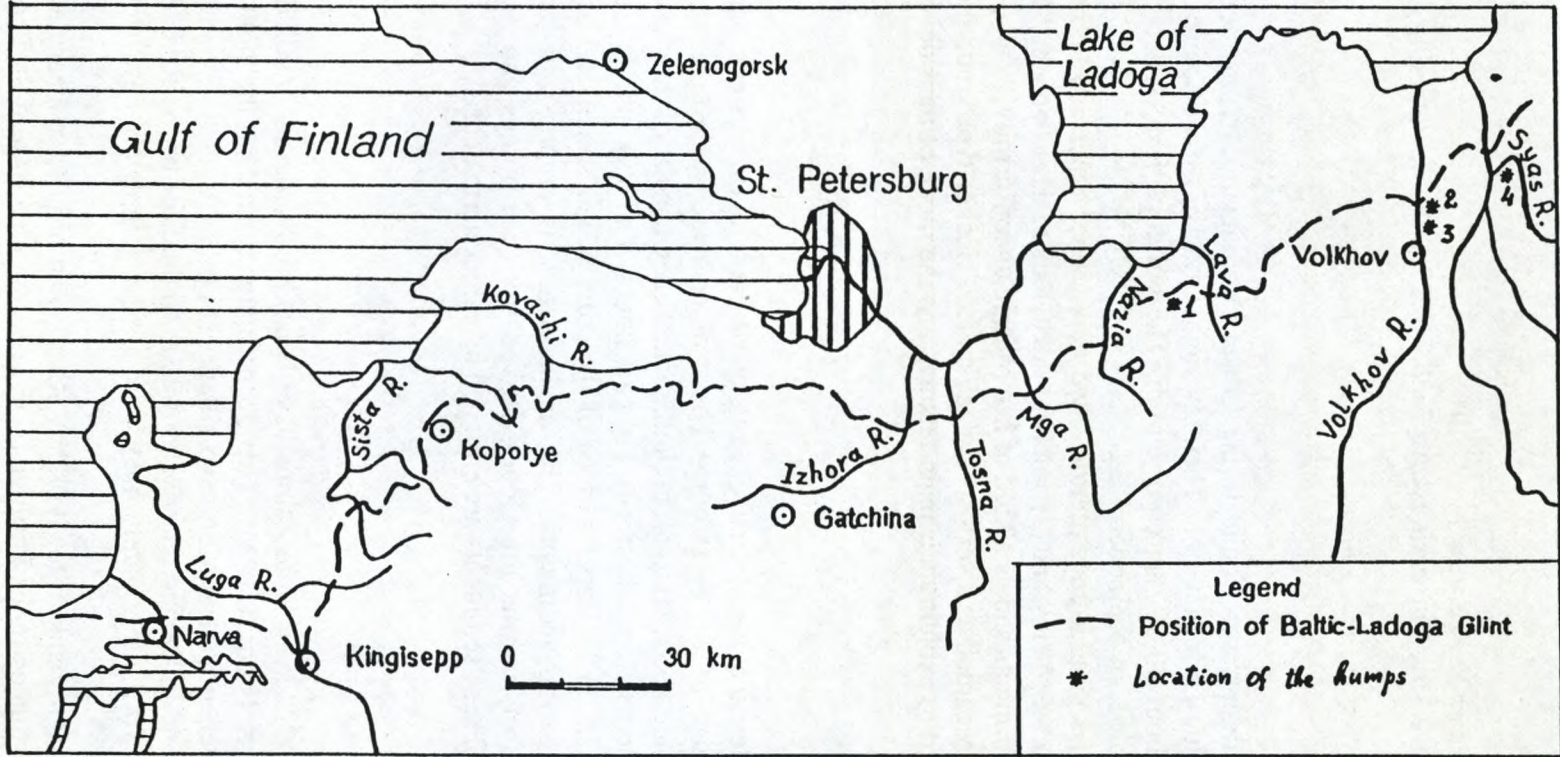 Lake of
Ladoga
Zelenogorsk
Gulf of Finland
St. Petersburg
Syas R.
*2
*4
*3
Volkhov
Lava R.
Nazia R.
*1
Kovashi R.
Volkhov R.
Sista R.
Koporye
Mga R.
Izhora R.
Tosna R.
Gatchina
Luga R.
Narva
Kingisepp
0 30 km
Legend
Position of Baltic-Ladoga Glint
* Location of the humps